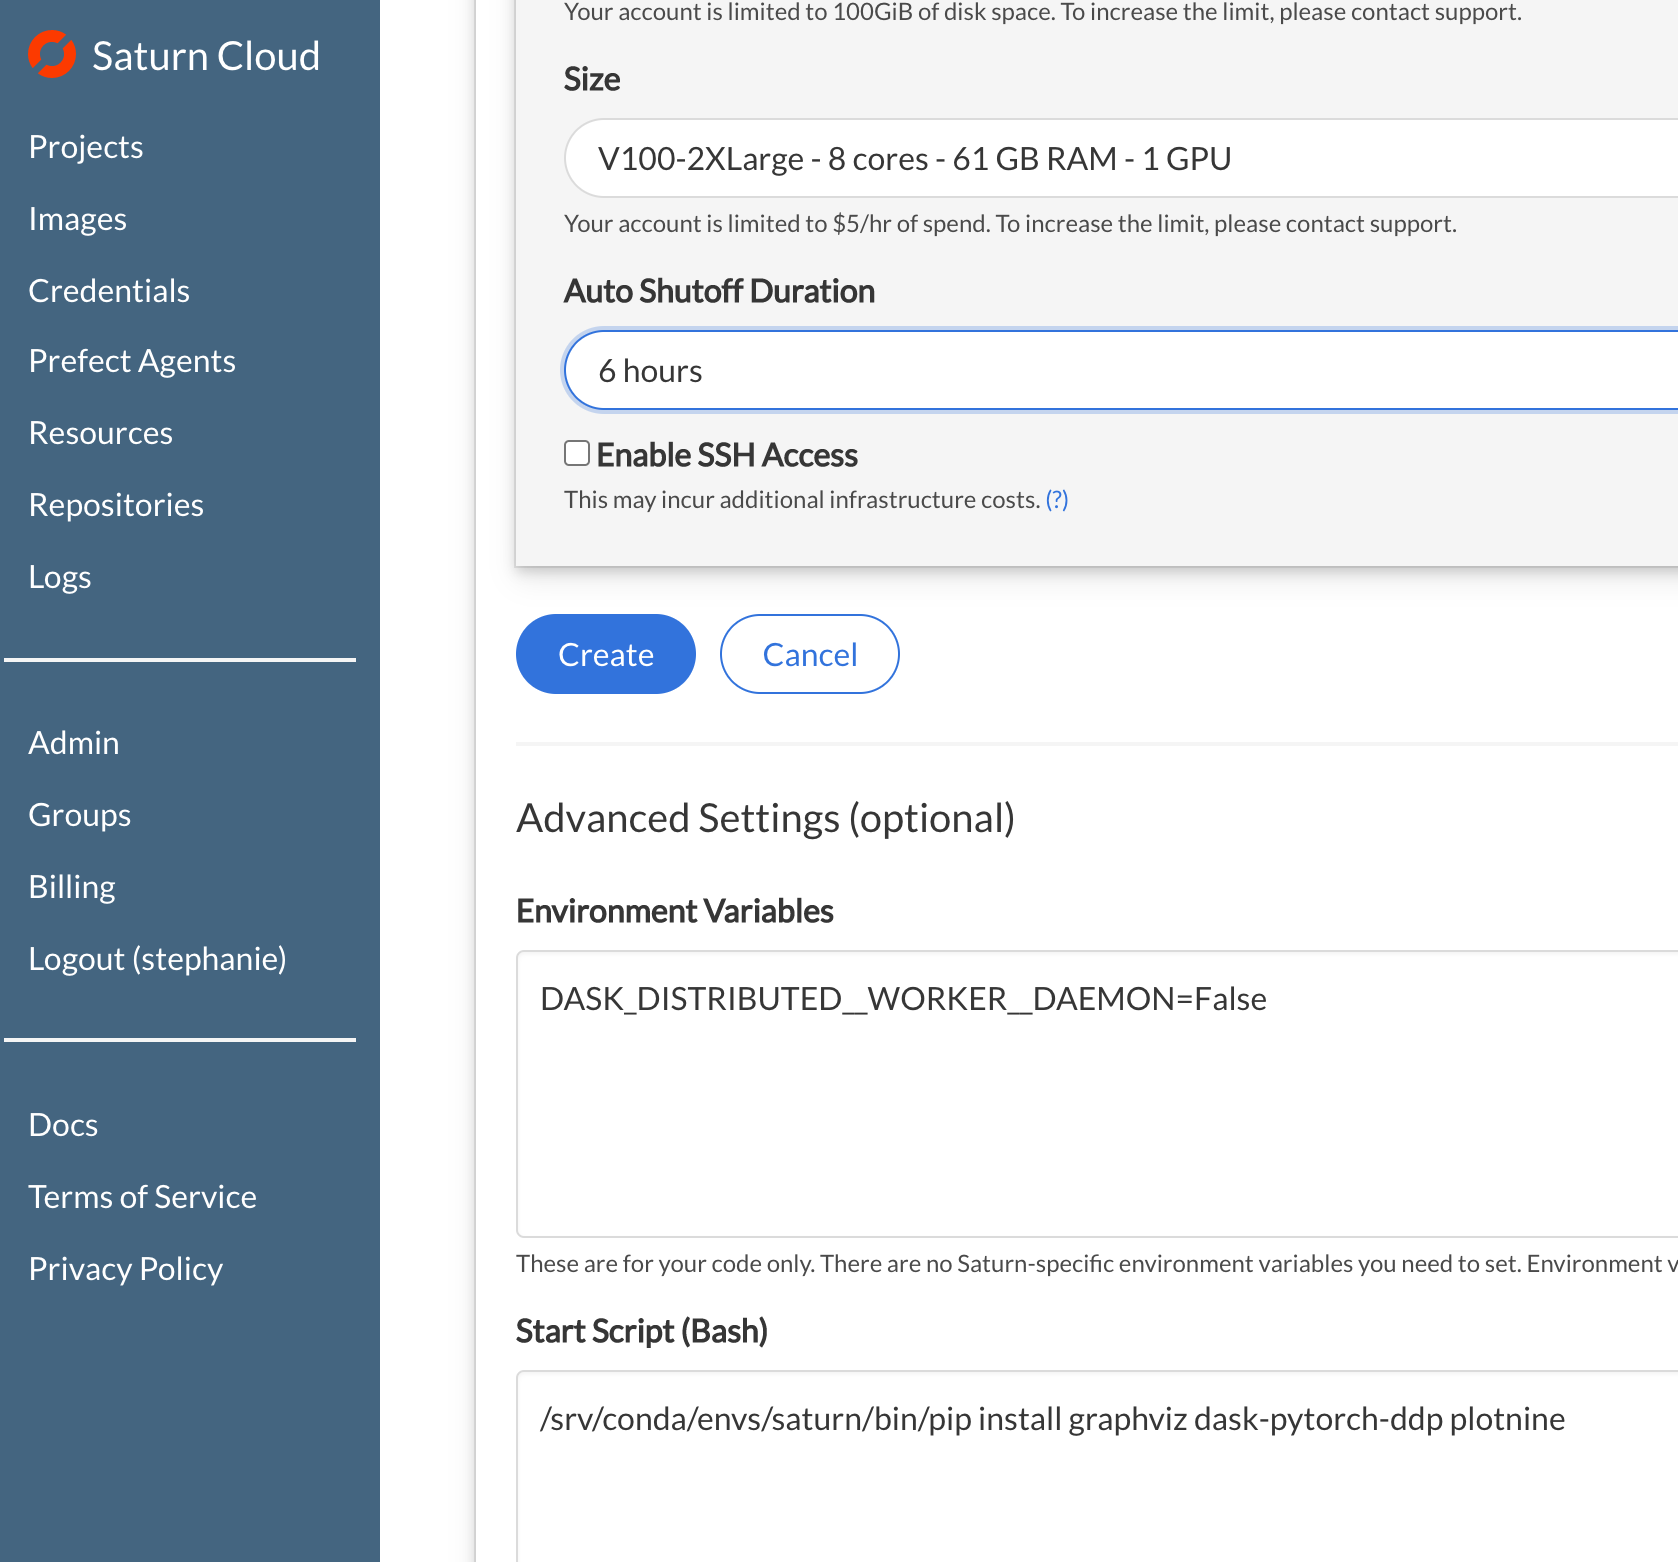 Saturn Cloud
Projects
Images
Credentials
Prefect Agents
Resources
Repositories
Logs
Admin
Groups
Billing
Logout (stephanie)
Docs
Terms of Service
Privacy Policy
Your account is limited to 100GiB of disk space. To increase the limit, please contact support.
Size
V100-2XLarge - 8 cores - 61 GB RAM - 1 GPU
Your account is limited to $5/hr of spend. To increase the limit, please contact support.
Auto Shutoff Duration
6 hours
Enable SSH Access
This may incur additional infrastructure costs. (?)
Create
Cancel
Advanced Settings (optional)
Environment Variables
DASK_DISTRIBUTED__WORKER__DAEMON=False
These are for your code only. There are no Saturn-specific environment variables you need to set. Environment
Start Script (Bash)
/srv/conda/envs/saturn/bin/pip install graphviz dask-pytorch-ddp plotnine